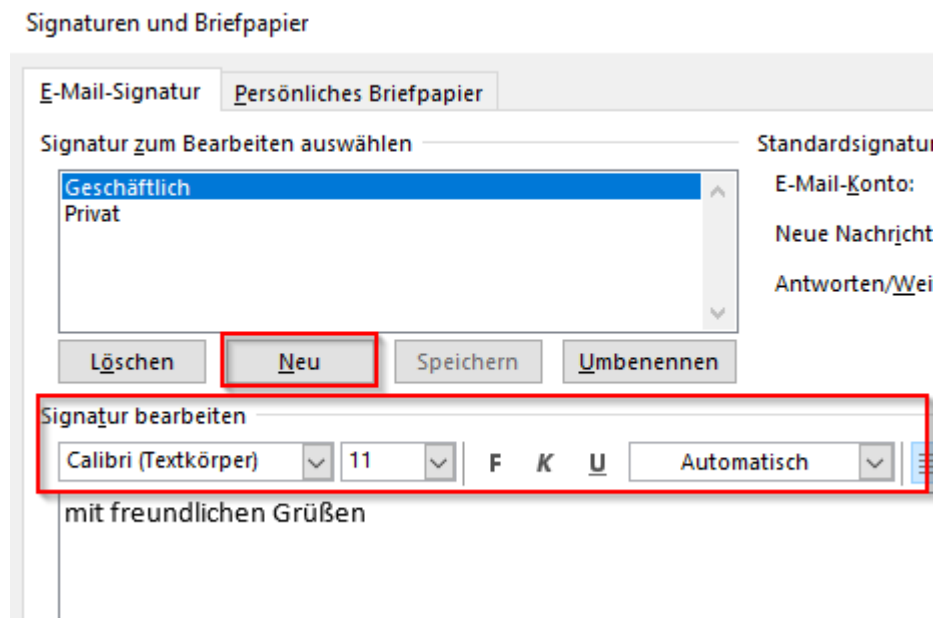 Signaturen und Briefpapier
E-Mail-Signatur Persönliches Briefpapier
Signatur zum Bearbeiten auswählen Standardsignatur
Geschäftlich E-Mail-Konto:
Privat
Neue Nachricht
Antworten/Wei
Löschen Neu Speichern Umbenennen
Signatur bearbeiten
Calibri (Textkörper) 11 F K U Automatisch
mit freundlichen Grüßen